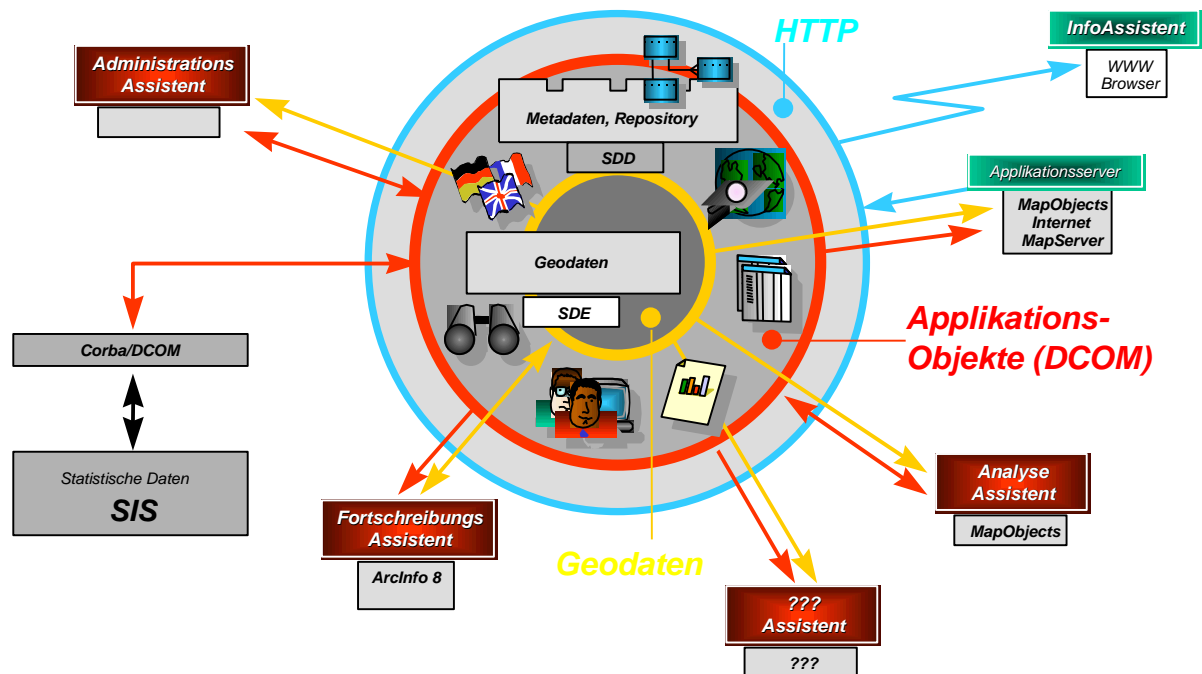 HTTP
InfoAssistent
WWW
Browser
Administrations
Assistent
Metadaten, Repository
SDD
Applikationsserver
MapObjects
Internet
MapServer
Geodaten
SDE
Applikations-
Objekte (DCOM)
Corba/DCOM
Statistische Daten
SIS
Fortschreibungs
Assistent
ArcInfo 8
Geodaten
Analyse
Assistent
MapObjects
???
Assistent
???